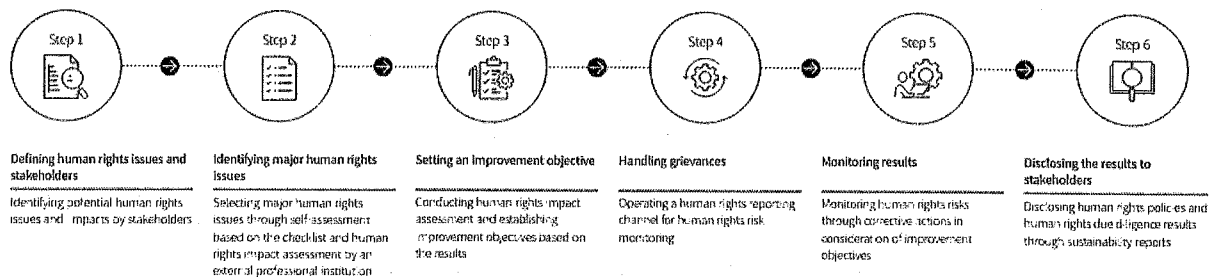 Step 1
Step 2
Step 3
Step 4
Step 5
Step 6
Defining human rights issues and
stakeholders
Identifying potential human rights
issues and impacts by stakeholders
Identifying major human rights
issues
Selecting major human rights
issues through self-assessment
based on the checklist and human
rights impact assessment by an
external professional institution
Setting an improvement objective
Conducting human rights impact
assessment and establishing
improvement objectives based on
the results
Handling grievances
Operating a human rights reporting
channel for human rights risk
monitoring
Monitoring results
Monitoring human rights risks
through corrective actions in
consideration of improvement
objectives
Disclosing the results to
stakeholders
Disclosing human rights policies and
human rights due diligence results
through sustainability reports